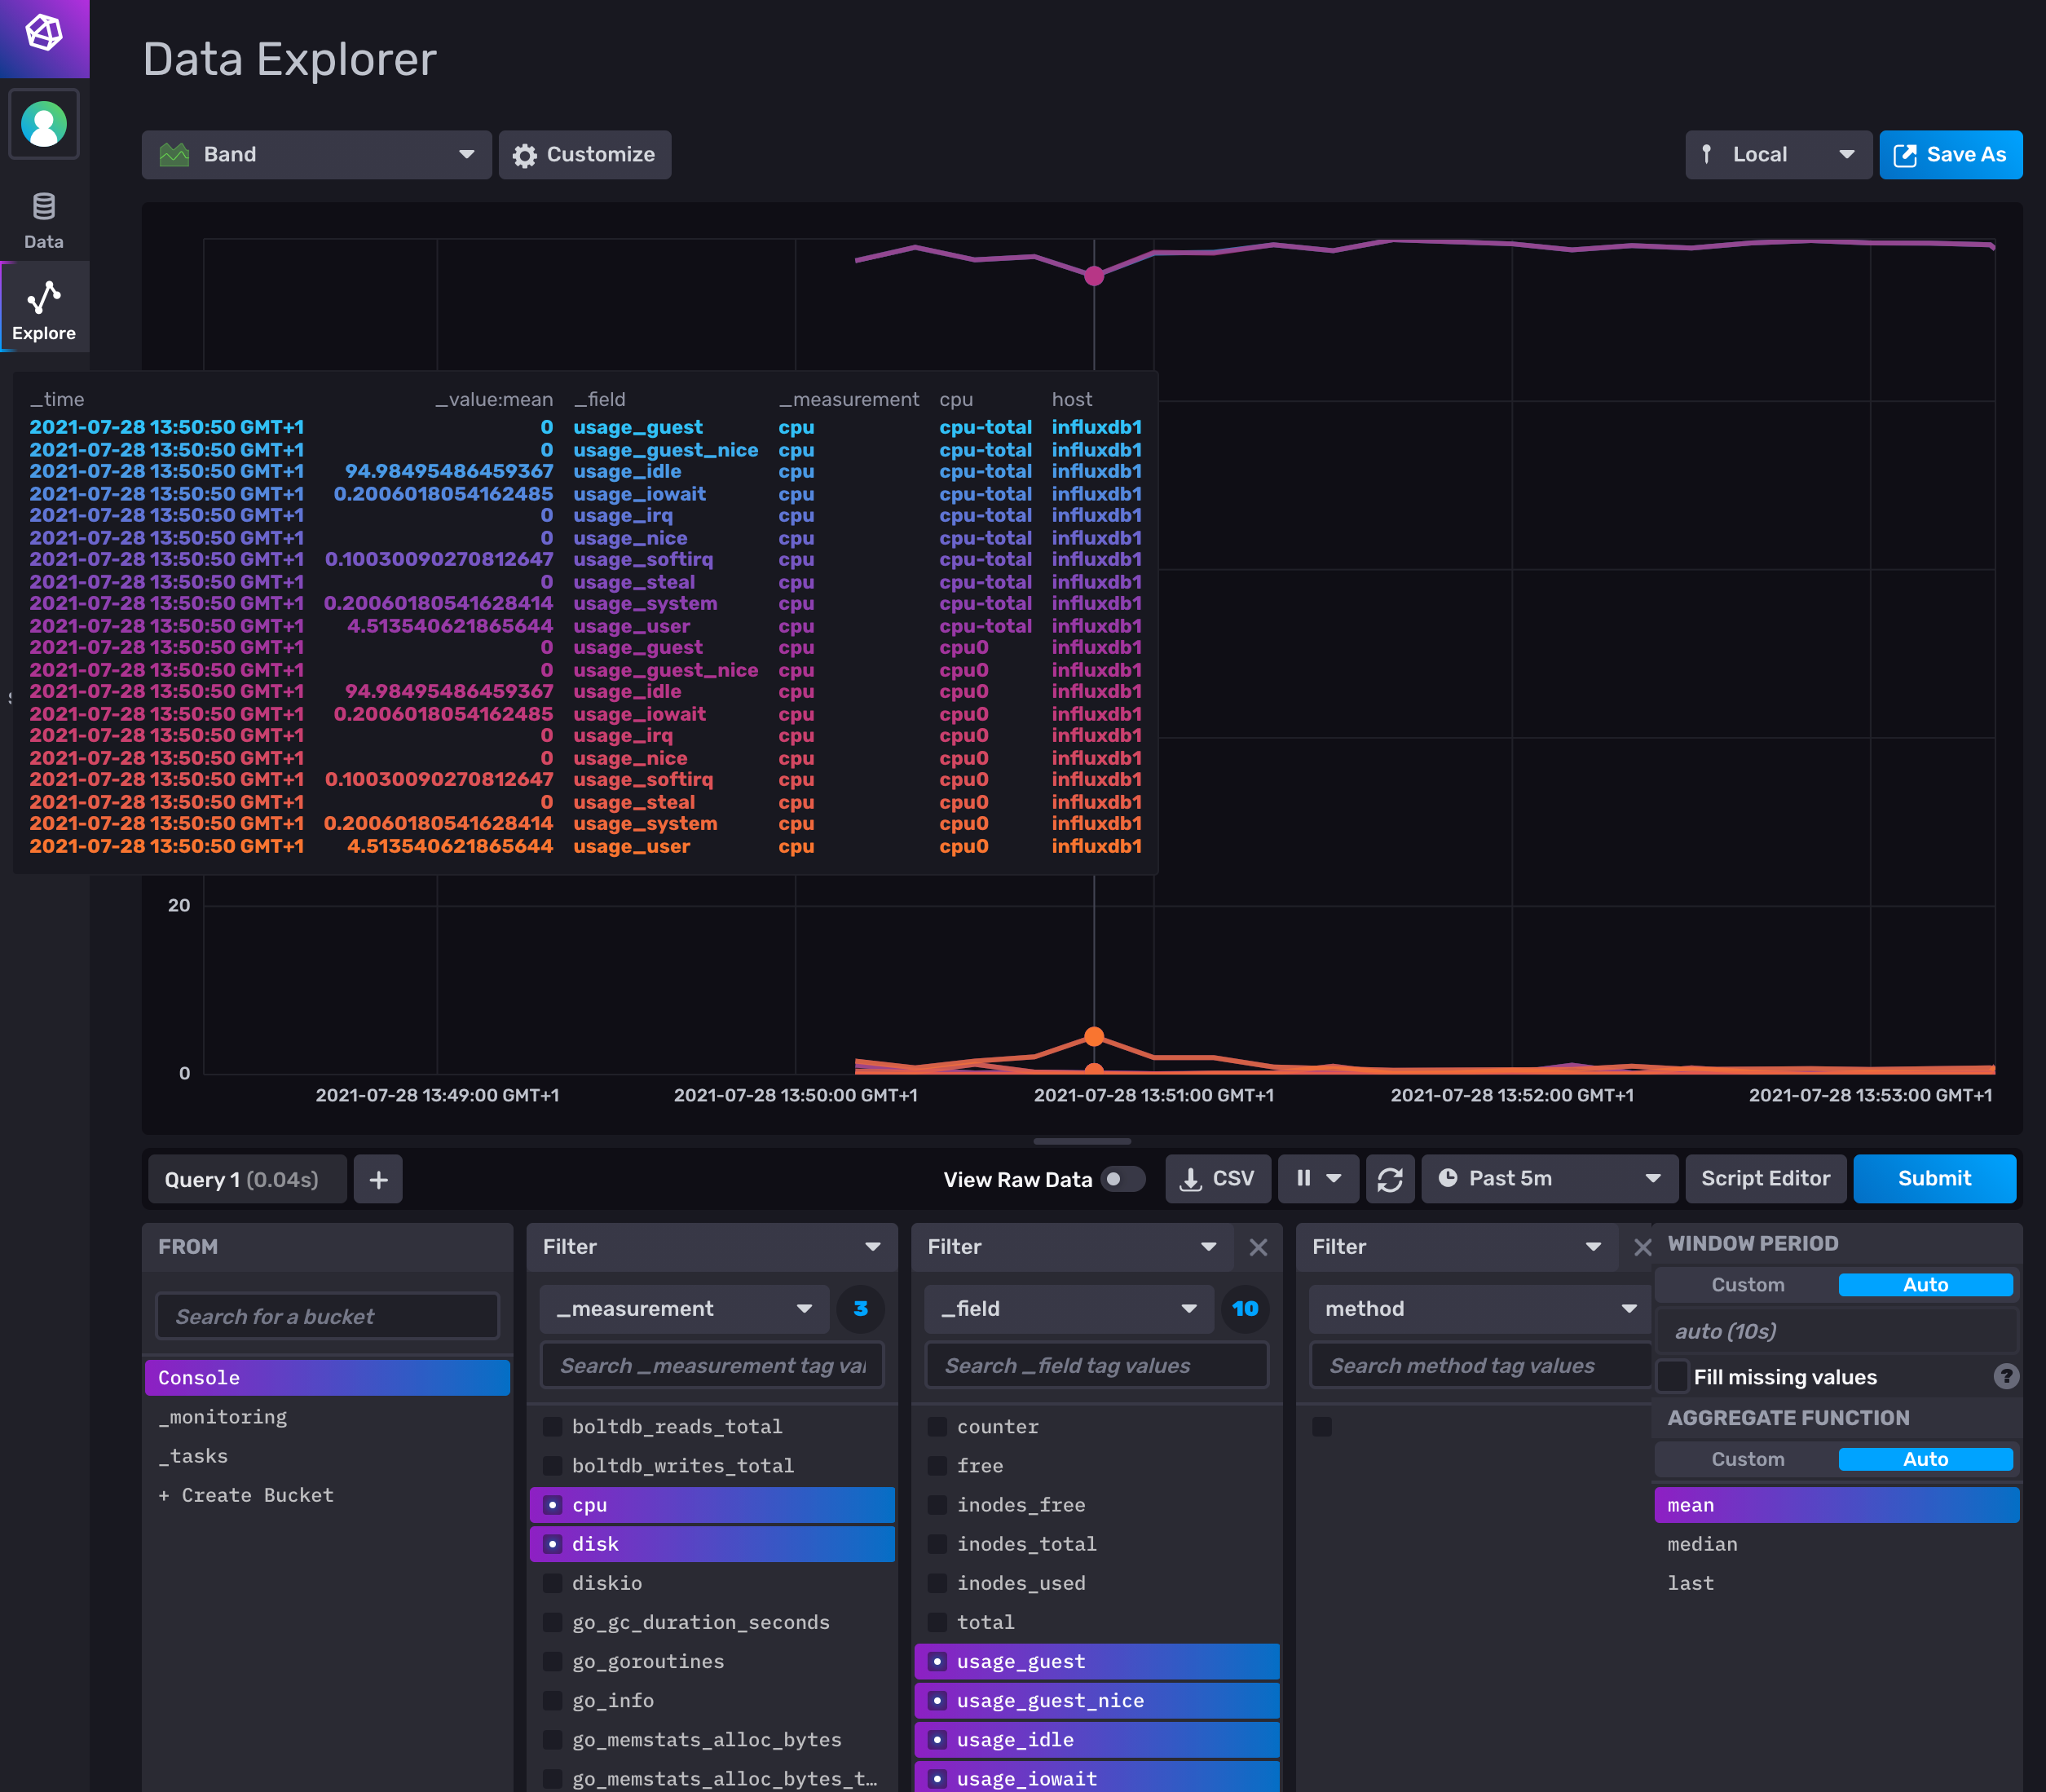 Data Explorer
Band
Customize
Local
Save As
Data
Explore
_time _value:mean _field _measurement cpu host
2021-07-28 13:50:50 GMT+1 0 usage_guest cpu cpu-total influxdb1
2021-07-28 13:50:50 GMT+1 0 usage_guest_nice cpu cpu-total influxdb1
2021-07-28 13:50:50 GMT+1 94.98495486459367 usage_idle cpu cpu-total influxdb1
2021-07-28 13:50:50 GMT+1 0.2006018054162485 usage_iowait cpu cpu-total influxdb1
2021-07-28 13:50:50 GMT+1 0 usage_irq cpu cpu-total influxdb1
2021-07-28 13:50:50 GMT+1 0 usage_nice cpu cpu-total influxdb1
2021-07-28 13:50:50 GMT+1 0.10030090270812647 usage_softirq cpu cpu-total influxdb1
2021-07-28 13:50:50 GMT+1 0 usage_steal cpu cpu-total influxdb1
2021-07-28 13:50:50 GMT+1 0.20060180541628414 usage_system cpu cpu-total influxdb1
2021-07-28 13:50:50 GMT+1 4.513540621865644 usage_user cpu cpu-total influxdb1
2021-07-28 13:50:50 GMT+1 0 usage_guest cpu cpu0 influxdb1
2021-07-28 13:50:50 GMT+1 0 usage_guest_nice cpu cpu0 influxdb1
2021-07-28 13:50:50 GMT+1 94.98495486459367 usage_idle cpu cpu0 influxdb1
2021-07-28 13:50:50 GMT+1 0.2006018054162485 usage_iowait cpu cpu0 influxdb1
2021-07-28 13:50:50 GMT+1 0 usage_irq cpu cpu0 influxdb1
2021-07-28 13:50:50 GMT+1 0 usage_nice cpu cpu0 influxdb1
2021-07-28 13:50:50 GMT+1 0.10030090270812647 usage_softirq cpu cpu0 influxdb1
2021-07-28 13:50:50 GMT+1 0 usage_steal cpu cpu0 influxdb1
2021-07-28 13:50:50 GMT+1 0.20060180541628414 usage_system cpu cpu0 influxdb1
2021-07-28 13:50:50 GMT+1 4.513540621865644 usage_user cpu cpu0 influxdb1
20
0
2021-07-28 13:49:00 GMT+1 2021-07-28 13:50:00 GMT+1 2021-07-28 13:51:00 GMT+1 2021-07-28 13:52:00 GMT+1 2021-07-28 13:53:00 GMT+1
Query 1 (0.04s)
+
View Raw Data
CSV
Past 5m
Script Editor
Submit
FROM
Search for a bucket
Console
_monitoring
_tasks
+ Create Bucket
Filter
_measurement 3
Search _measurement tag val
boltdb_reads_total
boltdb_writes_total
cpu
disk
diskio
go_gc_duration_seconds
go_goroutines
go_info
go_memstats_alloc_bytes
go_memstats_alloc_bytes_t…
Filter
_field 10
Search _field tag values
counter
free
inodes_free
inodes_total
inodes_used
total
usage_guest
usage_guest_nice
usage_idle
usage_iowait
Filter
method
Search method tag values
WINDOW PERIOD
Custom Auto
auto (10s)
Fill missing values ?
AGGREGATE FUNCTION
Custom Auto
mean
median
last